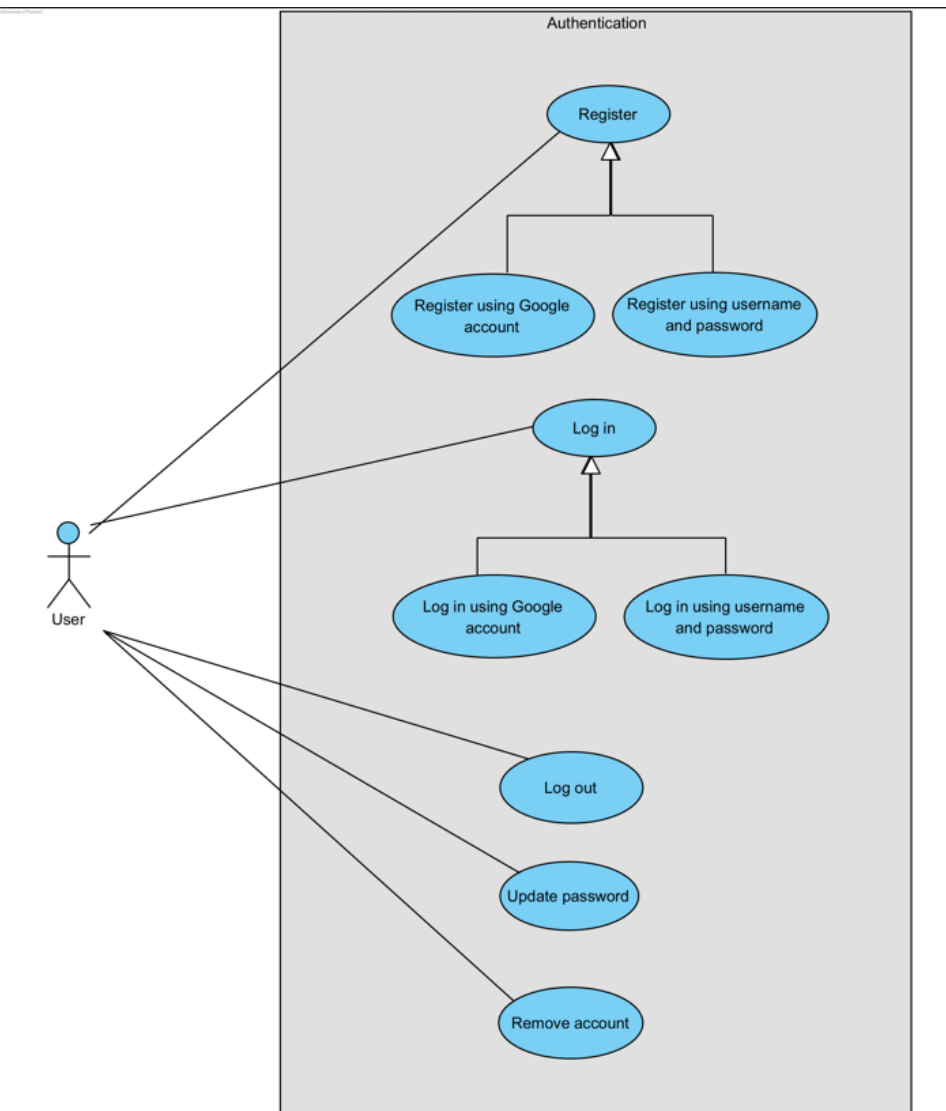 Authentication
Register
Register using Google
account
Register using username
and password
Log in
Log in using Google
account
Log in using username
and password
User
Log out
Update password
Remove account